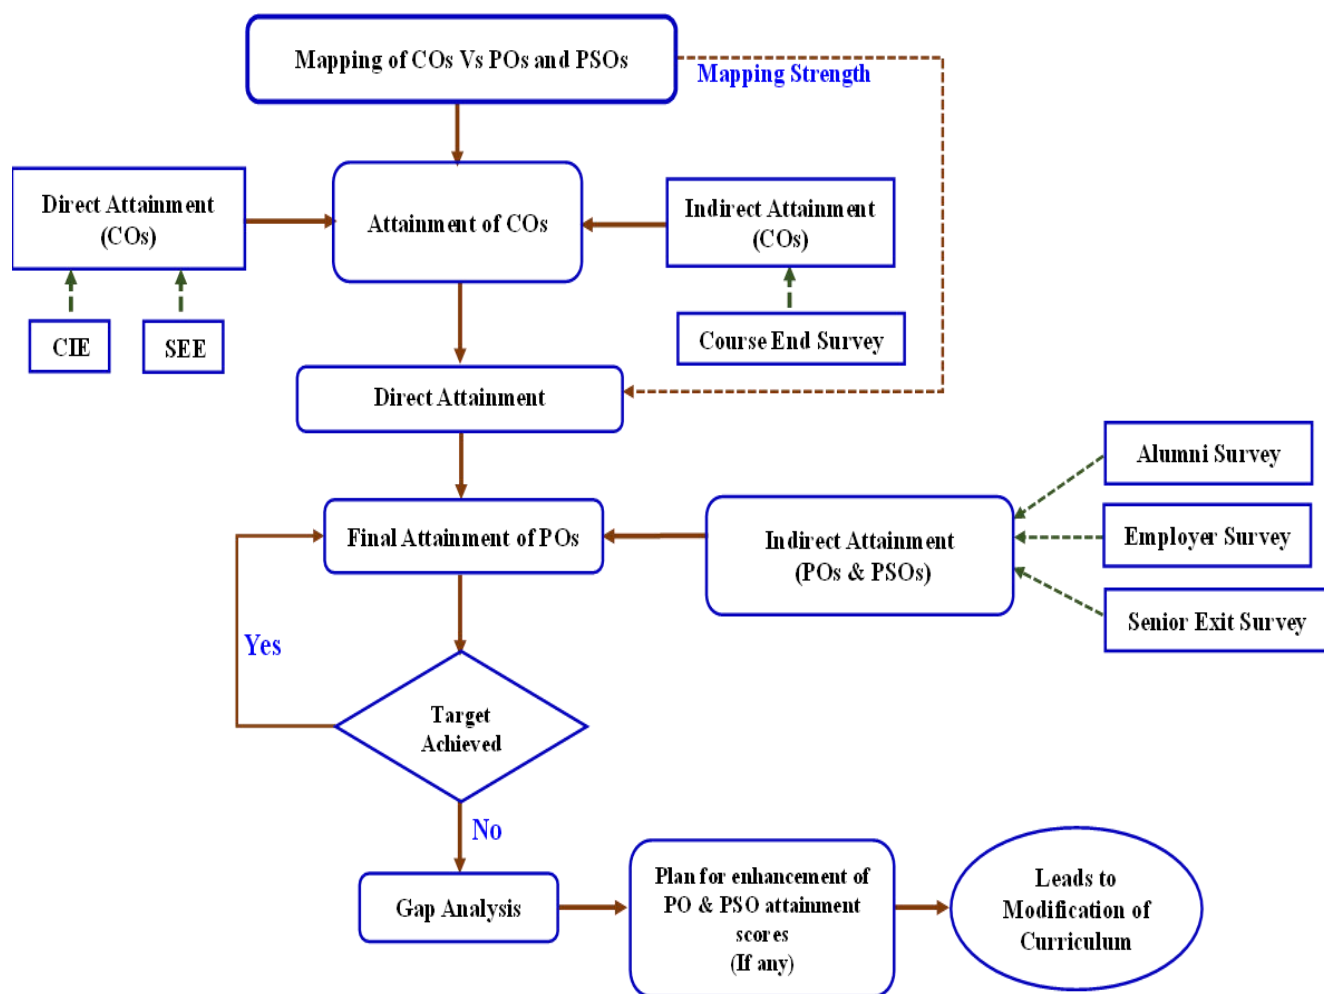 Mapping of COs Vs POs and PSOs
Mapping Strength
Direct Attainment
(COs)
Attainment of COs
Indirect Attainment
(COs)
CIE
SEE
Course End Survey
Direct Attainment
Alumni Survey
Final Attainment of POs
Indirect Attainment
(POs & PSOs)
Employer Survey
Senior Exit Survey
Yes
Target
Achieved
No
Gap Analysis
Plan for enhancement of
PO & PSO attainment
scores
(If any)
Leads to
Modification of
Curriculum